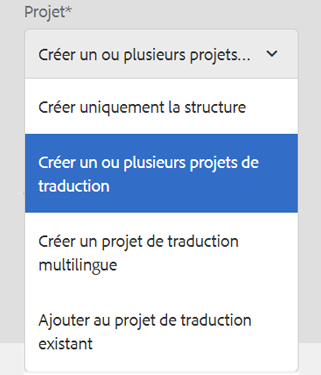 Projet*
Créer un ou plusieurs projets...
Créer uniquement la structure
Créer un ou plusieurs projets de
traduction
Créer un projet de traduction
multilingue
Ajouter au projet de traduction
existant